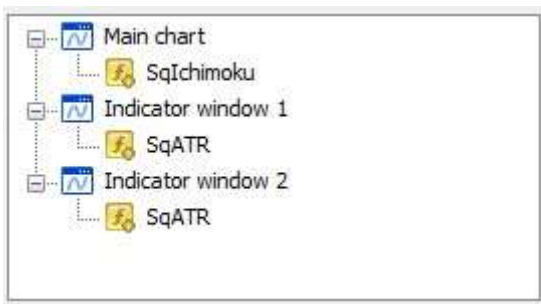 Main chart
SqIchimoku
Indicator window 1
SqATR
Indicator window 2
SqATR